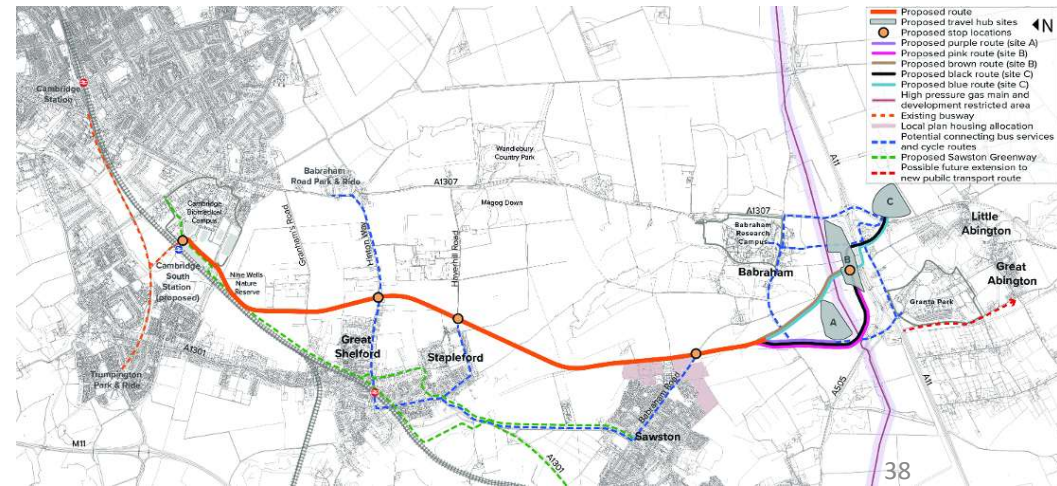 Proposed route
Proposed travel hub sites
Proposed stop locations
Proposed purple route (site A)
Proposed pink route (site B)
Proposed brown route (site B)
Proposed black route (site C)
Proposed blue route (site C)
High pressure gas main and
development restricted area
Existing busway
Local plan housing allocation
Potential connecting bus services
and cycle routes
Proposed Sawston Greenway
Possible future extension to
new public transport route
N
Cambridge
Station
Cambridge
Biomedical
Campus
Cambridge
South
Station
(proposed)
Nine Wells
Nature
Reserve
Trumpington
Park & Ride
A1301
M11
Granham's Road
Babraham
Road Park & Ride
Hinton Way
A1307
Wandlebury
Country Park
Magog Down
Haverhill Road
Great
Shelford
Stapleford
A1301
Babraham Road
Sawston
A1307
Babraham
Research
Campus
Babraham
A11
A
B
C
A505
A11
Granta Park
Little
Abington
Great
Abington
38